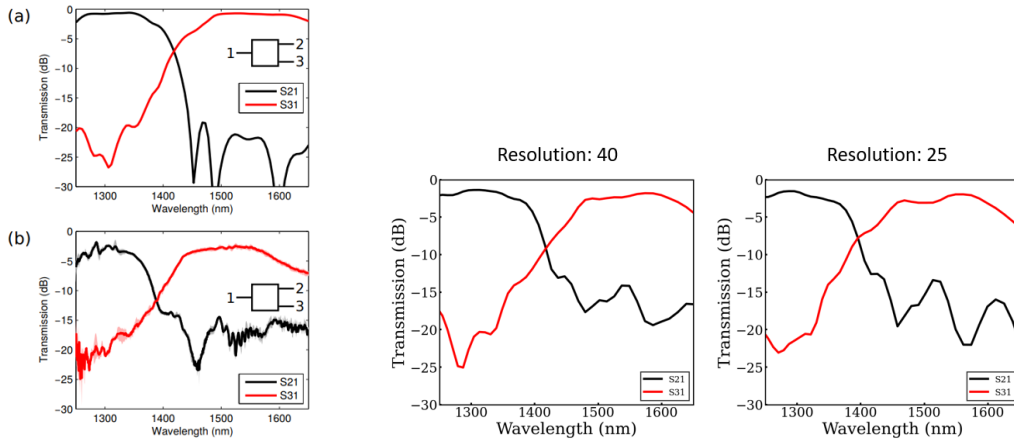 (a)
0
−5
−10
−15
−20
−25
−30
Transmission (dB)
1
2
3
S21
S31
1300 1400 1500 1600
Wavelength (nm)
(b)
0
−5
−10
−15
−20
−25
−30
Transmission (dB)
1
2
3
S21
S31
1300 1400 1500 1600
Wavelength (nm)
Resolution: 40
0
−5
−10
−15
−20
−25
−30
Transmission (dB)
S21
S31
1300 1400 1500 1600
Wavelength (nm)
Resolution: 25
0
−5
−10
−15
−20
−25
−30
Transmission (dB)
S21
S31
1300 1400 1500 1600
Wavelength (nm)